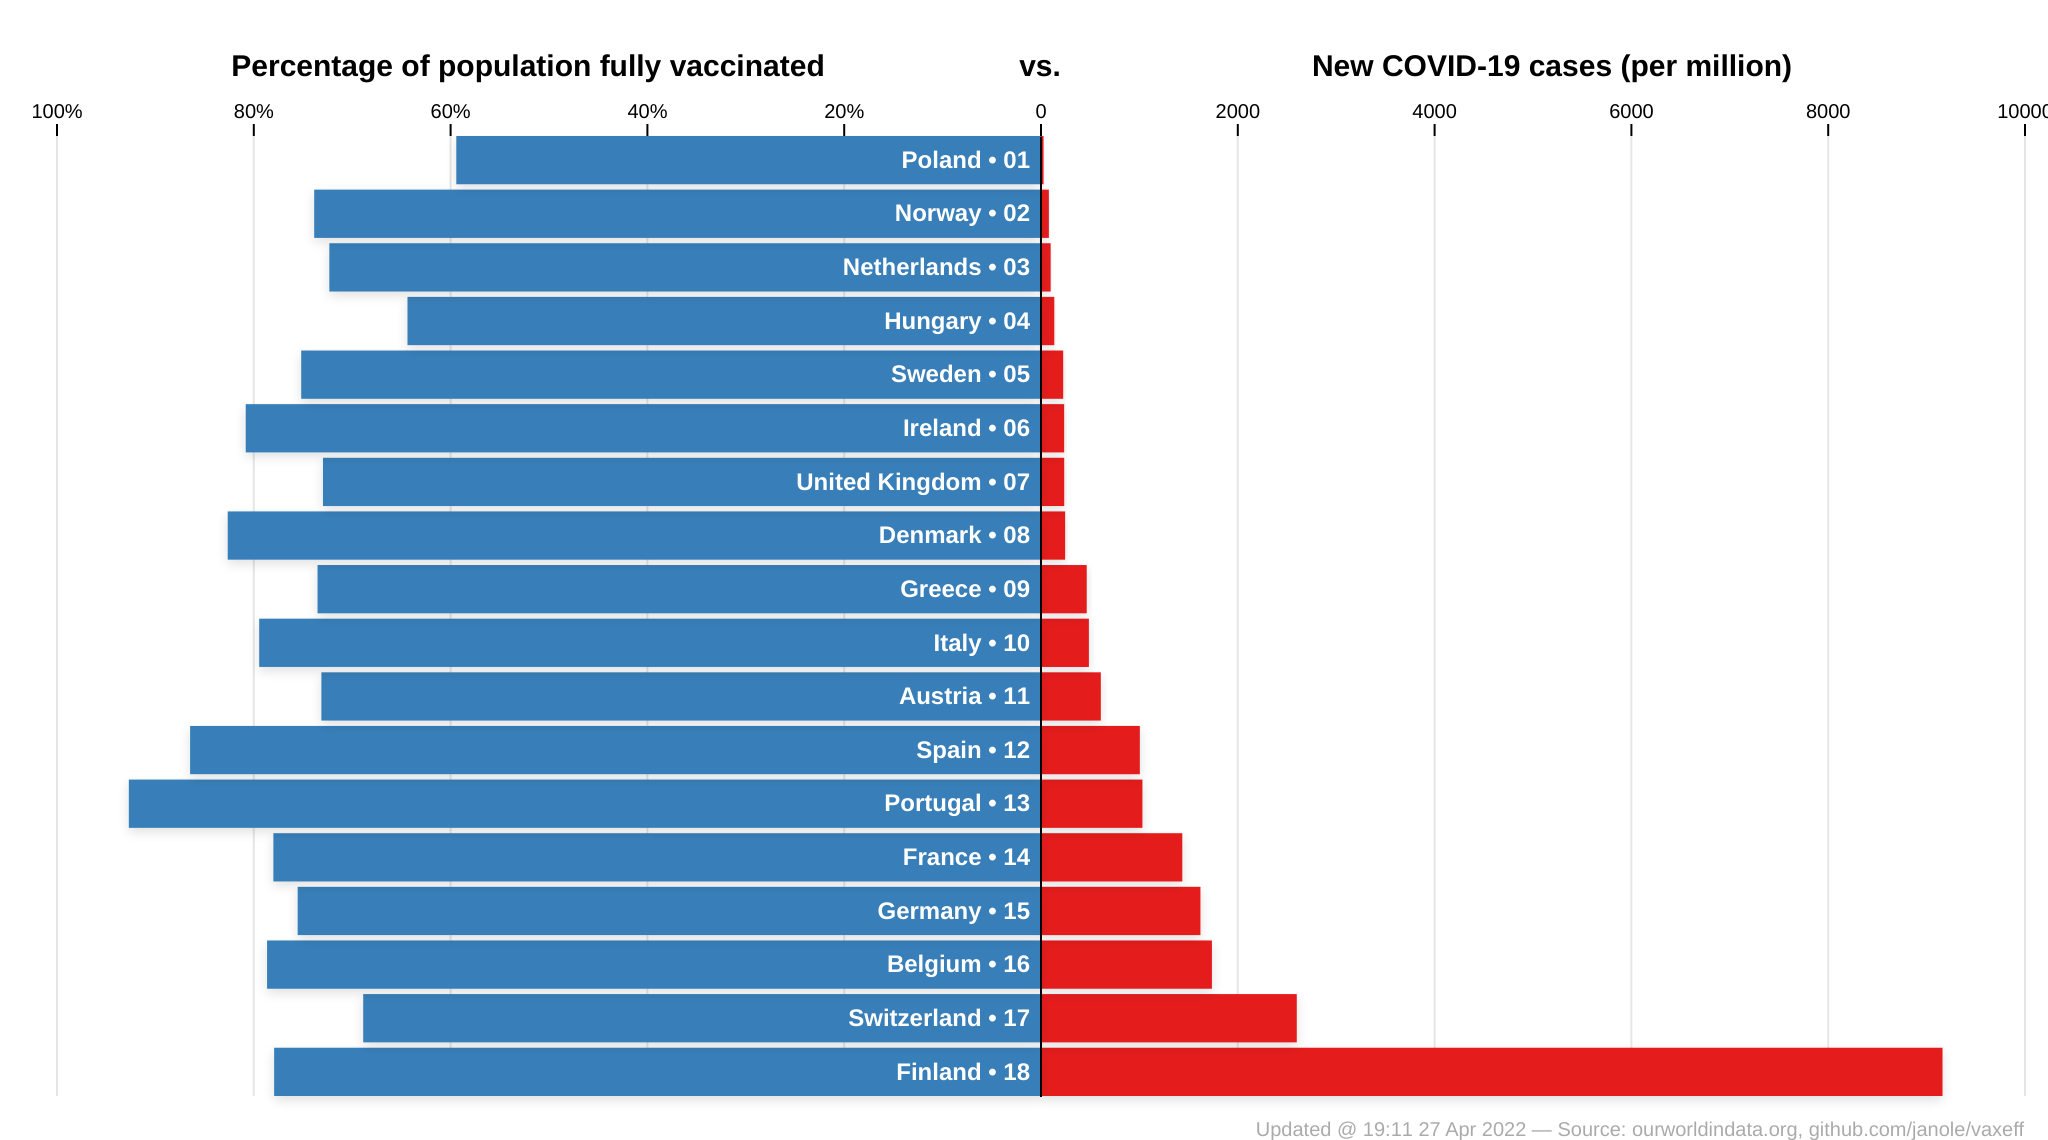 Percentage of population fully vaccinated vs. New COVID-19 cases (per million)
100% 80% 60% 40% 20% 0 2000 4000 6000 8000 10000
Poland • 01
Norway • 02
Netherlands • 03
Hungary • 04
Sweden • 05
Ireland • 06
United Kingdom • 07
Denmark • 08
Greece • 09
Italy • 10
Austria • 11
Spain • 12
Portugal • 13
France • 14
Germany • 15
Belgium • 16
Switzerland • 17
Finland • 18
Updated @ 19:11 27 Apr 2022 — Source: ourworldindata.org, github.com/janole/vaxeff